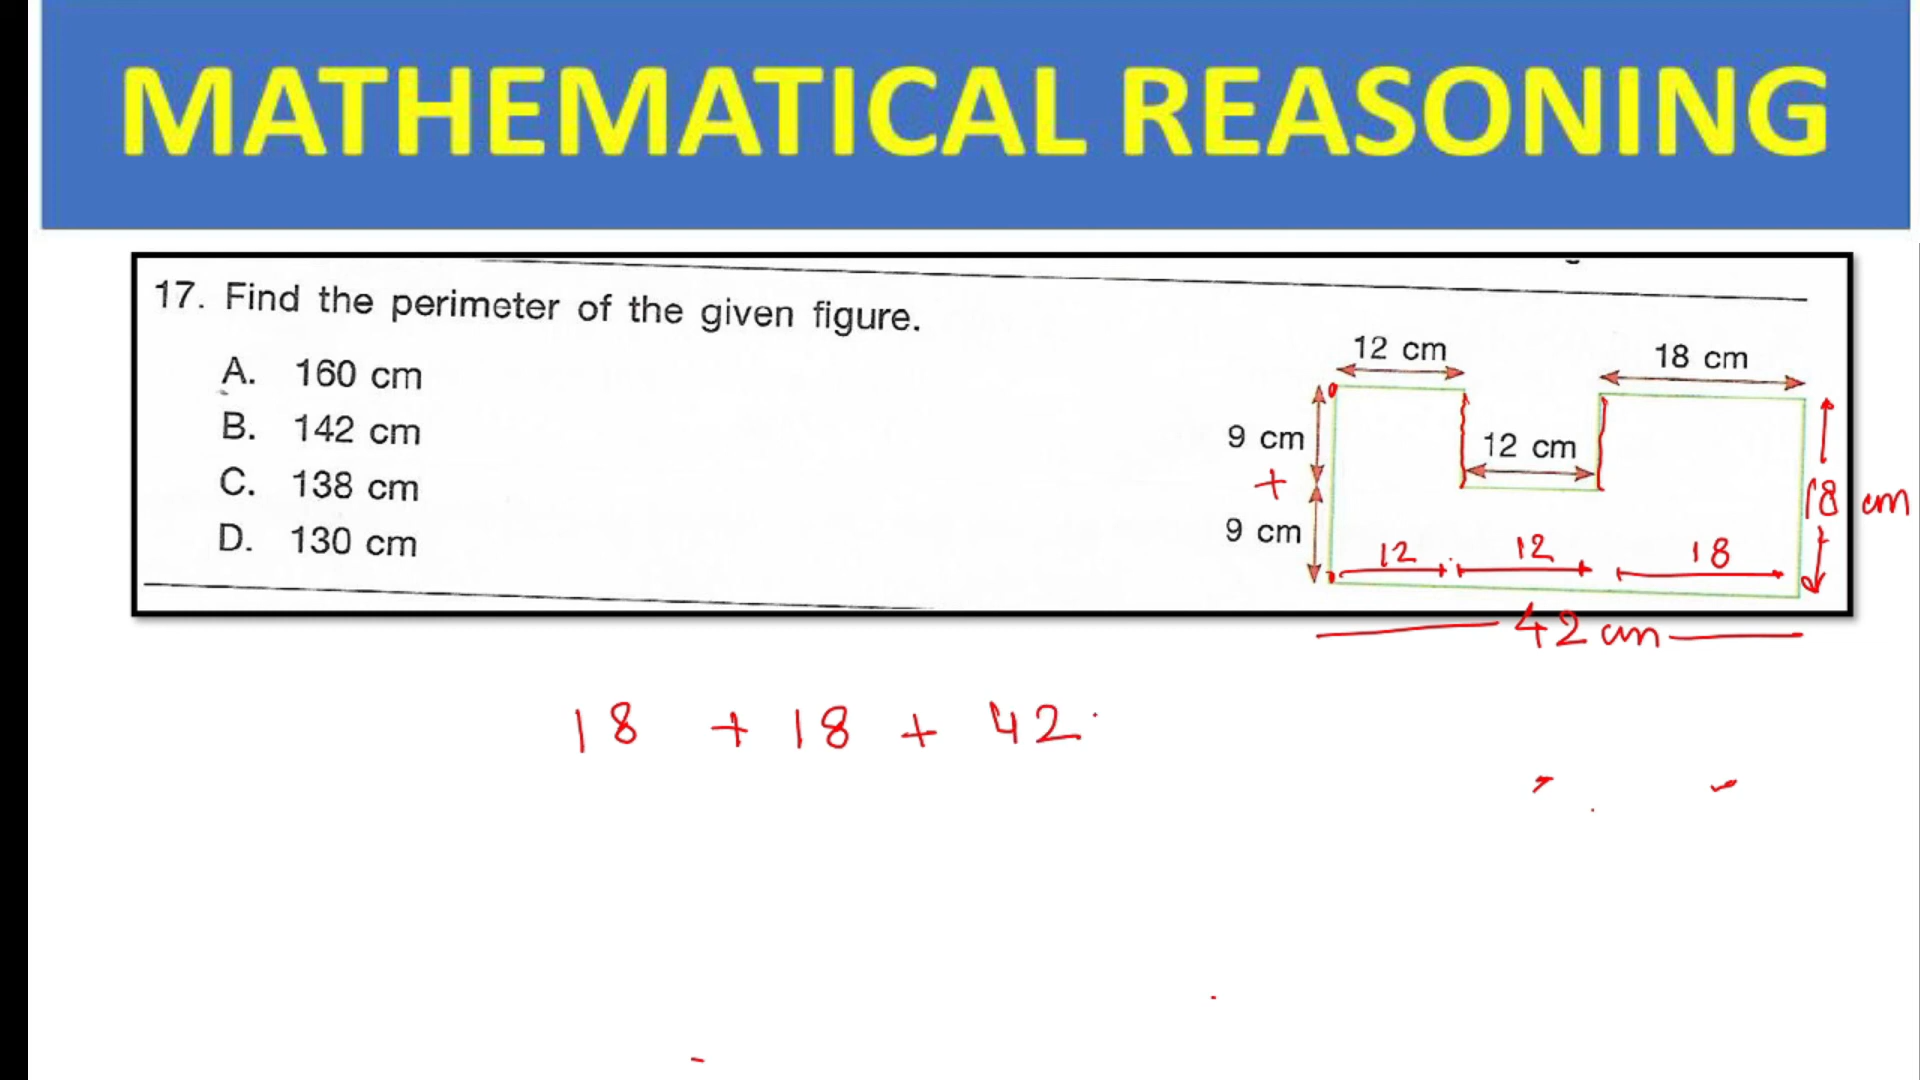 MATHEMATICAL REASONING
17. Find the perimeter of the given figure.
A. 160 cm
B. 142 cm
C. 138 cm
D. 130 cm
12 cm
18 cm
9 cm
12 cm
+
18 cm
9 cm
12
12
18
42 cm
18 + 18 + 42